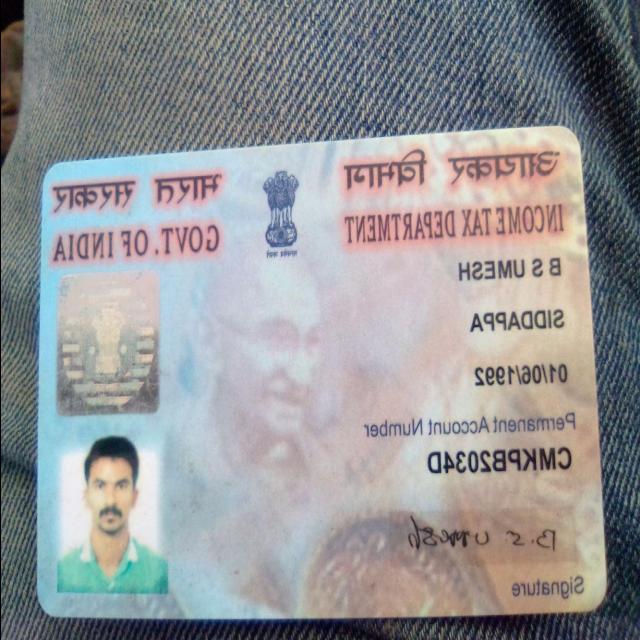 आयकर विभाग
INCOME TAX DEPARTMENT
भारत सरकार
GOVT. OF INDIA
B S UMESH
SIDDAPPA
01/06/1992
Permanent Account Number
CMKPB2034D
B.S. Umesh
Signature